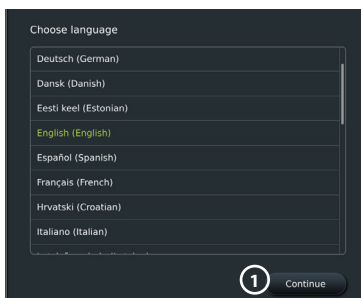 Choose language
Deutsch (German)
Dansk (Danish)
Eesti keel (Estonian)
English (English)
Español (Spanish)
Français (French)
Hrvatski (Croatian)
Italiano (Italian)
1 Continue